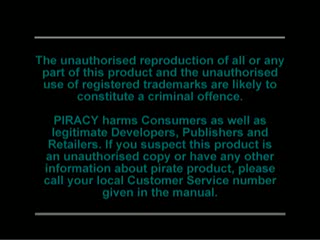 The unauthorised reproduction of all or any
part of this product and the unauthorised
use of registered trademarks are likely to
constitute a criminal offence.
PIRACY harms Consumers as well as
legitimate Developers, Publishers and
Retailers. If you suspect this product is
an unauthorised copy or have any other
information about pirate product, please
call your local Customer Service number
given in the manual.